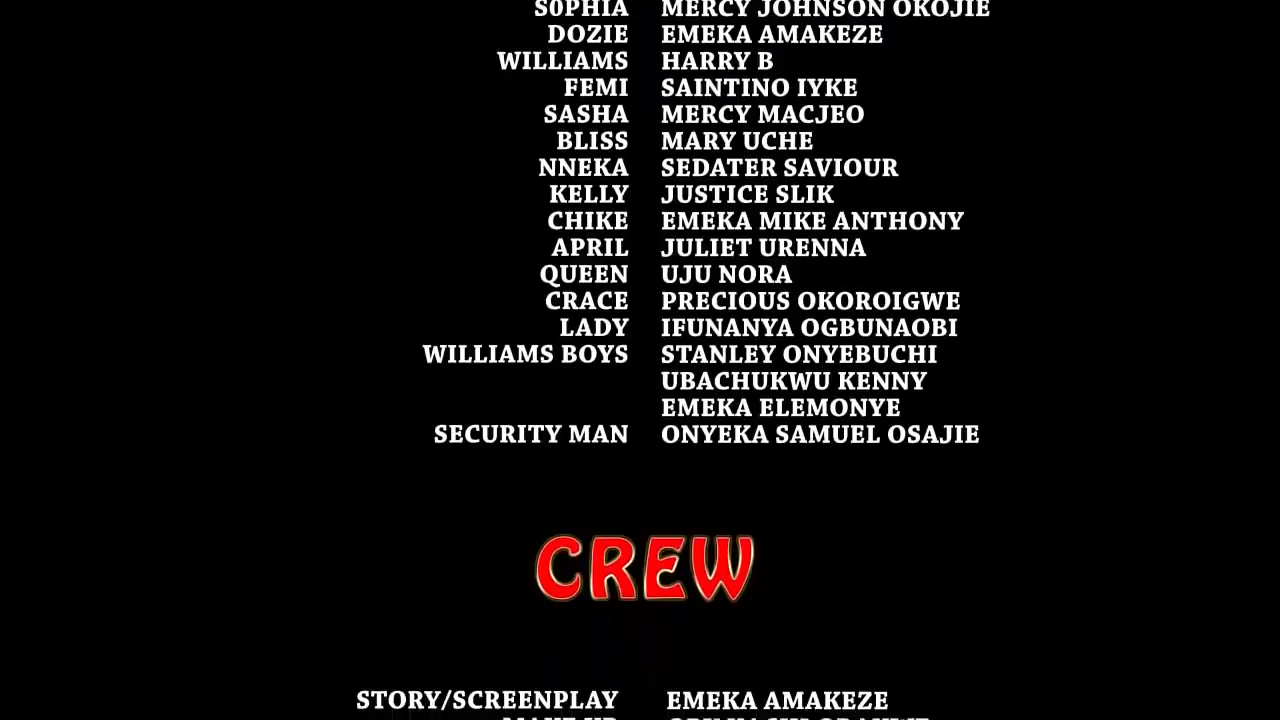 S0PHIA MERCY JOHNSON OKOJIE
DOZIE EMEKA AMAKEZE
WILLIAMS HARRY B
FEMI SAINTINO IYKE
SASHA MERCY MACJEO
BLISS MARY UCHE
NNEKA SEDATER SAVIOUR
KELLY JUSTICE SLIK
CHIKE EMEKA MIKE ANTHONY
APRIL JULIET URENNA
QUEEN UJU NORA
CRACE PRECIOUS OKOROIGWE
LADY IFUNANYA OGBUNAOBI
WILLIAMS BOYS STANLEY ONYEBUCHI
UBACHUKWU KENNY
EMEKA ELEMONYE
SECURITY MAN ONYEKA SAMUEL OSAJIE
CREW
STORY/SCREENPLAY EMEKA AMAKEZE
MAKE UP